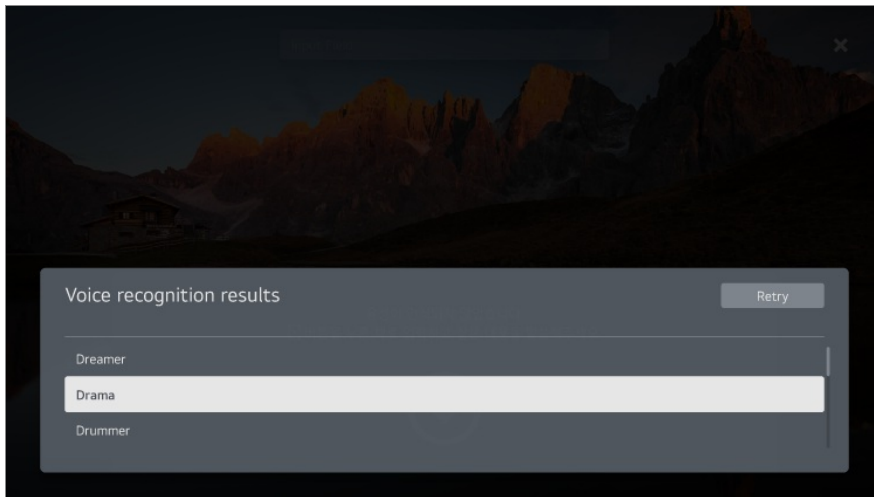 Voice recognition results
Retry
Dreamer
Drama
Drummer